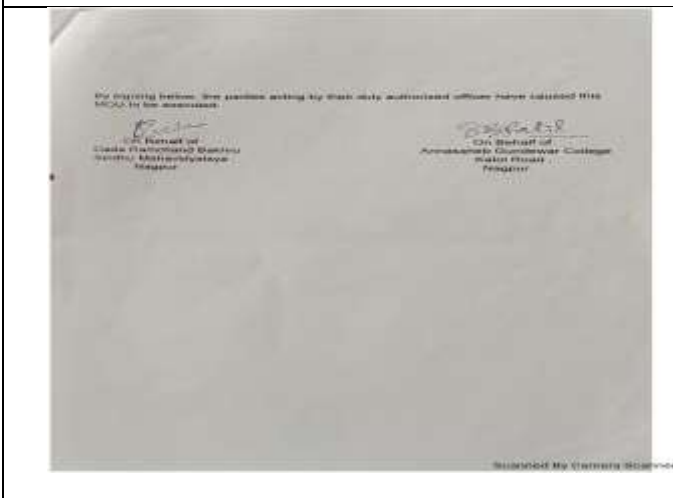 By signing below, the parties acting by their duty authorized officer have caused this
MOU to be executed.
On Behalf of
Dada Ramchand Bakhru
Sindhu Mahavidyalaya
Nagpur
On Behalf of
Annasaheb Gundewar College
Katol Road
Nagpur
Scanned By Camera Scanner